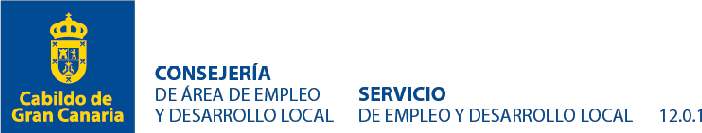 Cabildo de
Gran Canaria
CONSEJERÍA
DE ÁREA DE EMPLEO
Y DESARROLLO LOCAL
SERVICIO
DE EMPLEO Y DESARROLLO LOCAL
12.0.1